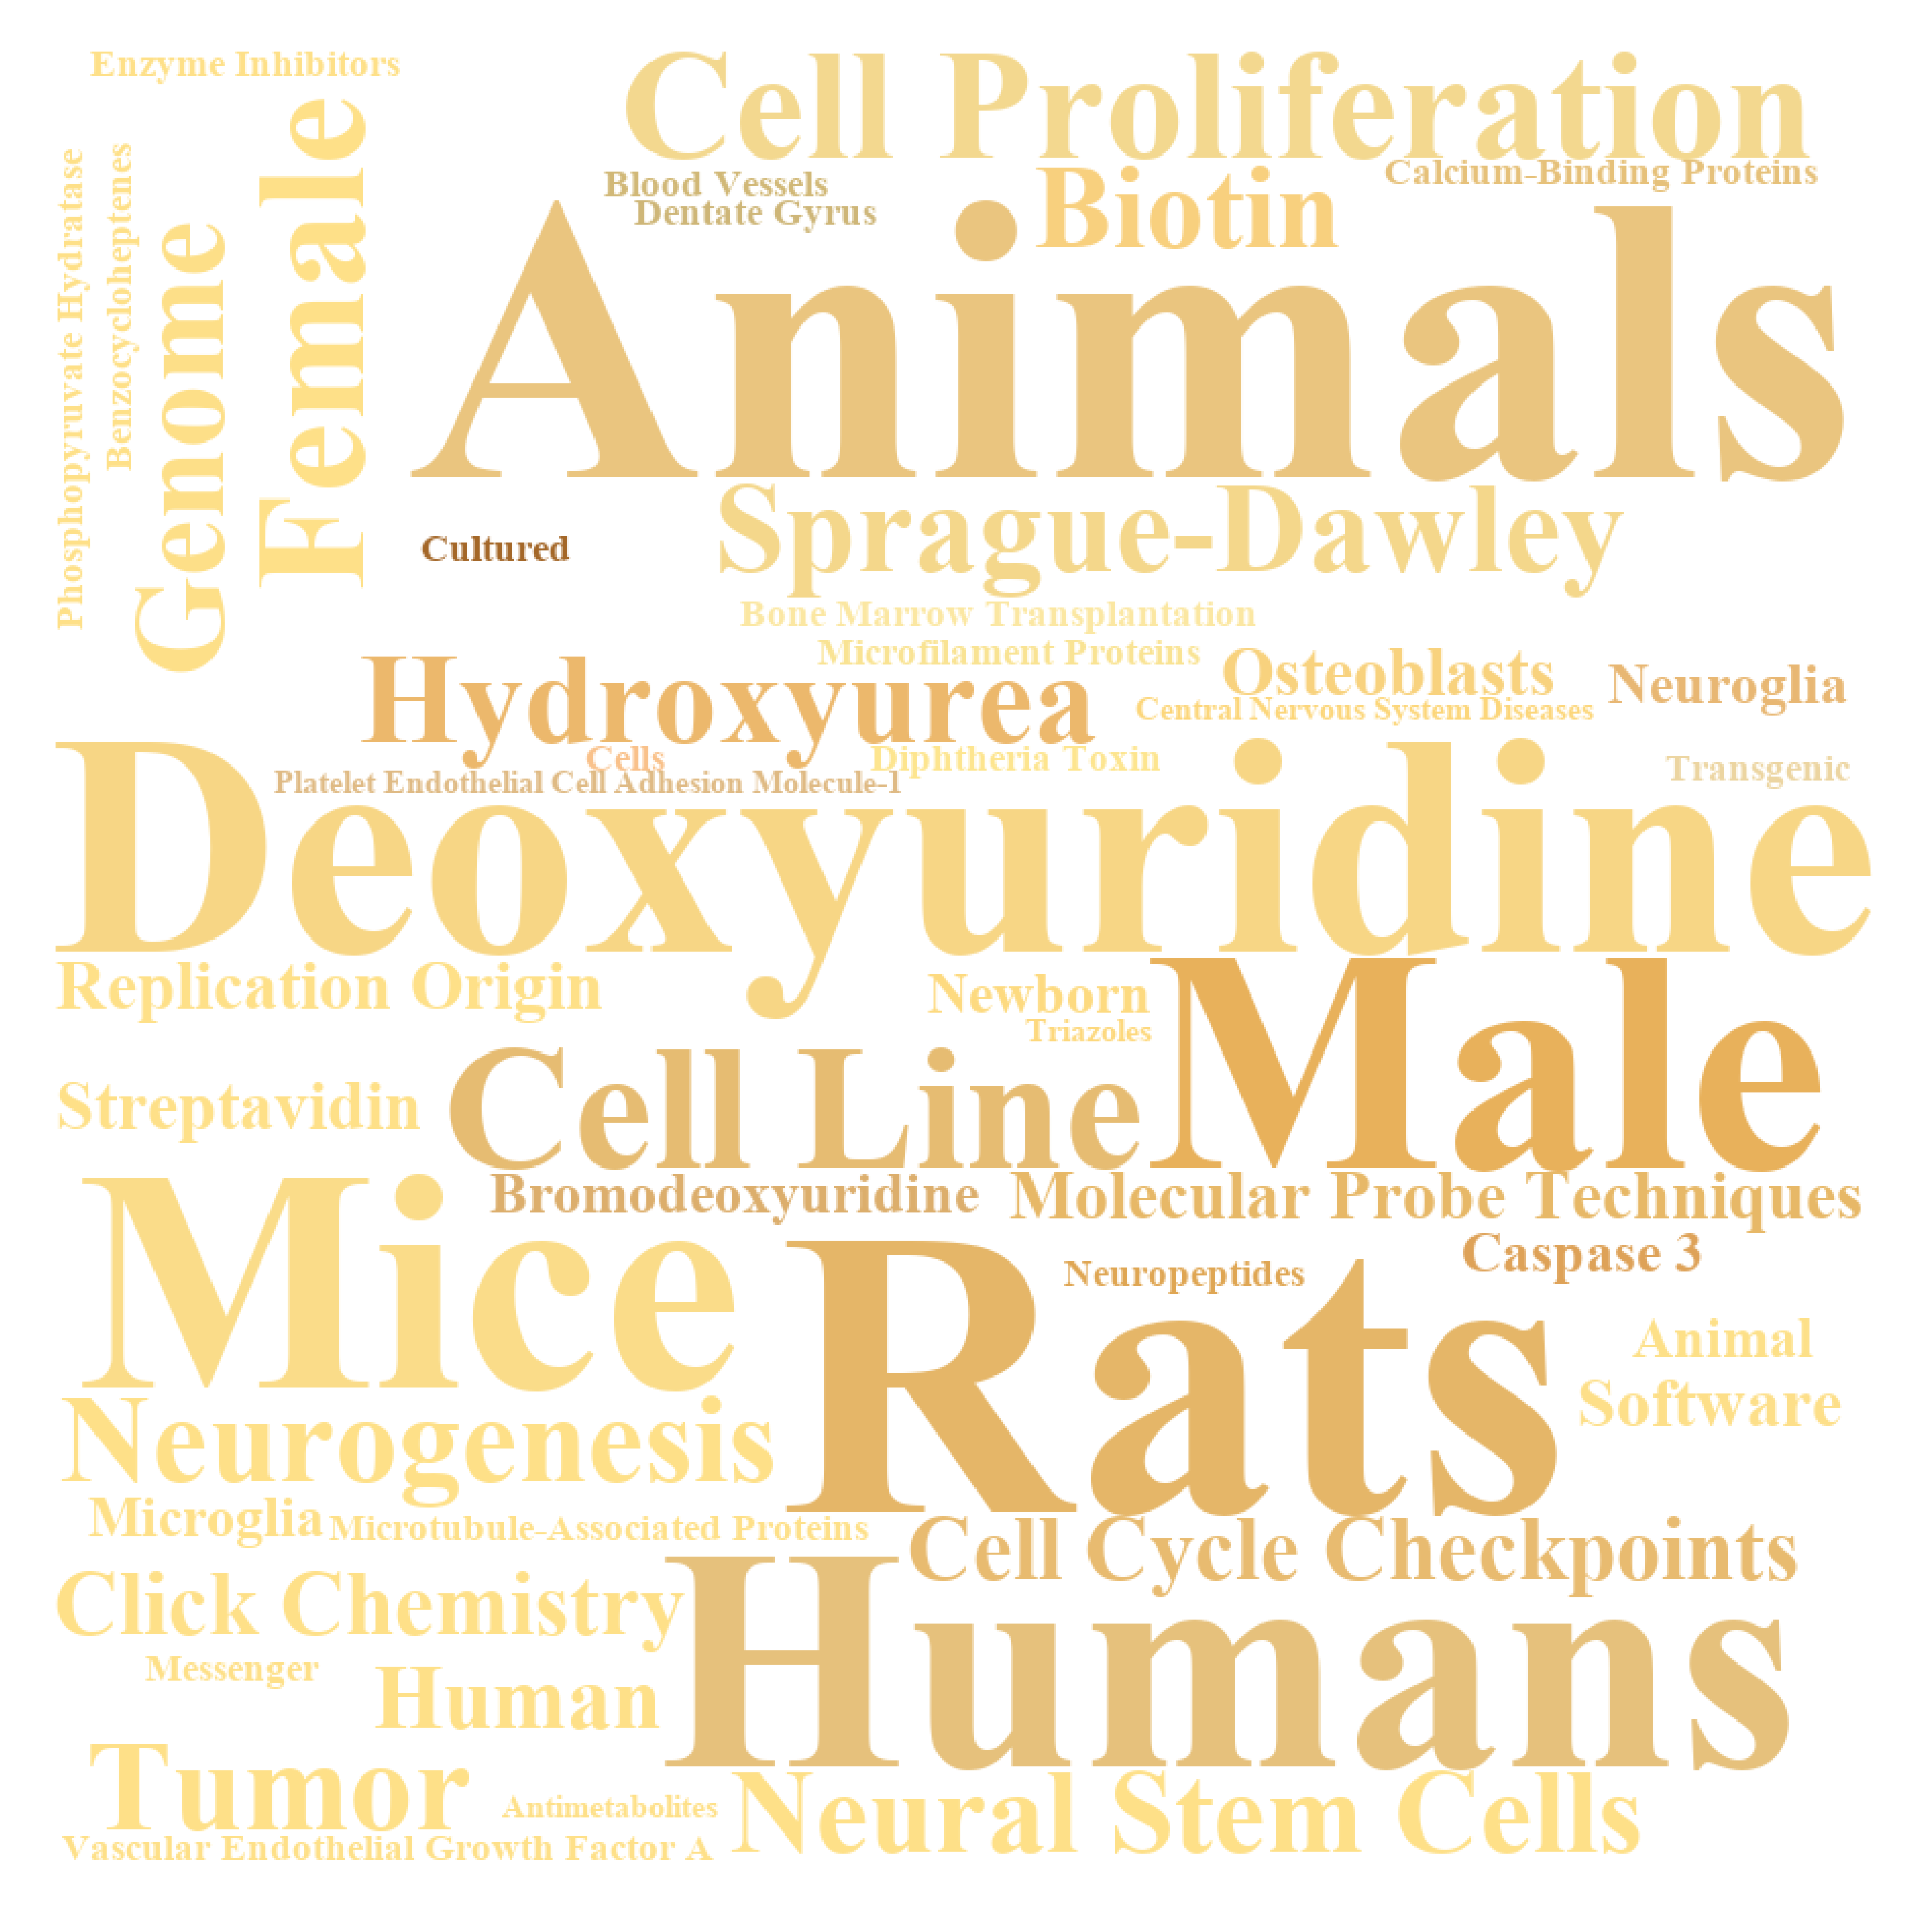 Enzyme Inhibitors
Cell Proliferation
Calcium-Binding Proteins
Blood Vessels
Dentate Gyrus
Biotin
Phosphopyruvate Hydratase
Benzocycloheptenes
Genome
Female
Animals
Sprague-Dawley
Cultured
Bone Marrow Transplantation
Microfilament Proteins
Osteoblasts
Neuroglia
Hydroxyurea
Central Nervous System Diseases
Cells
Diphtheria Toxin
Transgenic
Platelet Endothelial Cell Adhesion Molecule-1
Deoxyuridine
Replication Origin
Newborn
Triazoles
Male
Streptavidin
Cell Line
Bromodeoxyuridine
Molecular Probe Techniques
Mice
Rats
Neuropeptides
Caspase 3
Animal
Software
Neurogenesis
Microglia
Microtubule-Associated Proteins
Cell Cycle Checkpoints
Click Chemistry
Humans
Messenger
Human
Tumor
Antimetabolites
Neural Stem Cells
Vascular Endothelial Growth Factor A